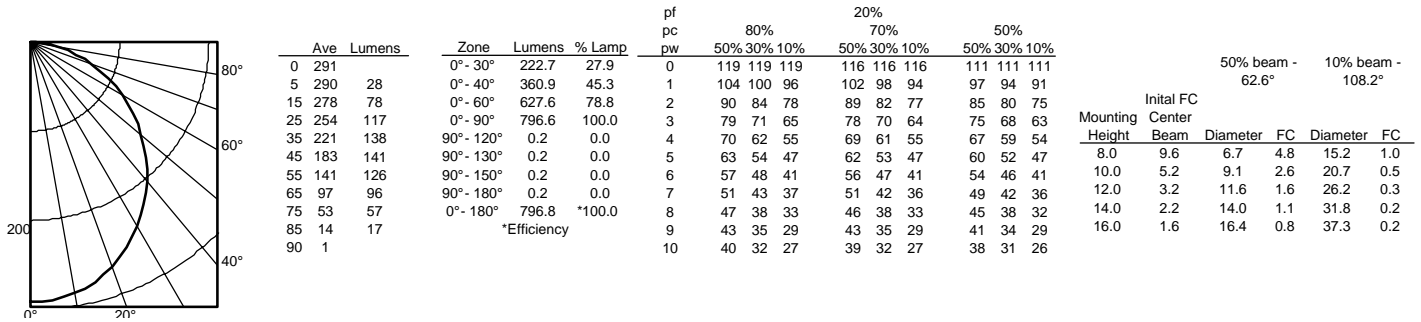 80°
60°
200
40°
0° 20°
Ave Lumens
0 291
5 290 28
15 278 78
25 254 117
35 221 138
45 183 141
55 141 126
65 97 96
75 53 57
85 14 17
90 1
Zone Lumens % Lamp
0° - 30° 222.7 27.9
0° - 40° 360.9 45.3
0° - 60° 627.6 78.8
0° - 90° 796.6 100.0
90° - 120° 0.2 0.0
90° - 130° 0.2 0.0
90° - 150° 0.2 0.0
90° - 180° 0.2 0.0
0° - 180° 796.8 *100.0
*Efficiency
pf 20%
pc 80% 70% 50%
pw 50% 30% 10% 50% 30% 10% 50% 30% 10%
0 119 119 119 116 116 116 111 111 111
1 104 100 96 102 98 94 97 94 91
2 90 84 78 89 82 77 85 80 75
3 79 71 65 78 70 64 75 68 63
4 70 62 55 69 61 55 67 59 54
5 63 54 47 62 53 47 60 52 47
6 57 48 41 56 47 41 54 46 41
7 51 43 37 51 42 36 49 42 36
8 47 38 33 46 38 33 45 38 32
9 43 35 29 43 35 29 41 34 29
10 40 32 27 39 32 27 38 31 26
50% beam - 10% beam -
62.6° 108.2°
Inital FC
Mounting Center
Height Beam Diameter FC Diameter FC
8.0 9.6 6.7 4.8 15.2 1.0
10.0 5.2 9.1 2.6 20.7 0.5
12.0 3.2 11.6 1.6 26.2 0.3
14.0 2.2 14.0 1.1 31.8 0.2
16.0 1.6 16.4 0.8 37.3 0.2